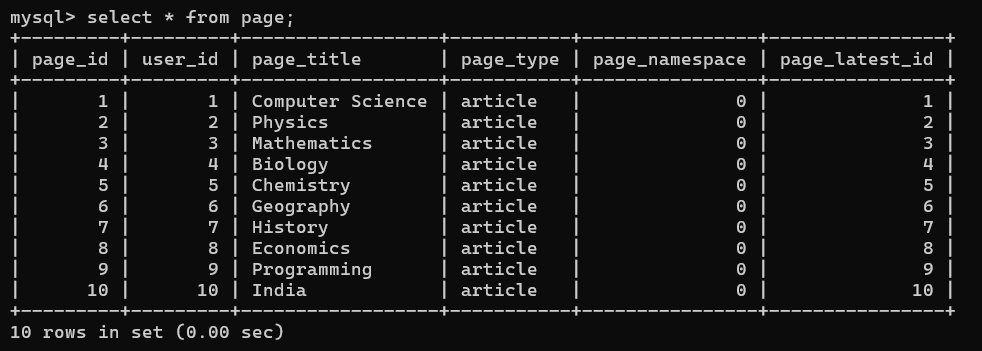 mysql> select * from page;
+---------+---------+------------------+-----------+----------------+----------------+
| page_id | user_id | page_title       | page_type | page_namespace | page_latest_id |
+---------+---------+------------------+-----------+----------------+----------------+
|       1 |       1 | Computer Science | article   |              0 |              1 |
|       2 |       2 | Physics          | article   |              0 |              2 |
|       3 |       3 | Mathematics      | article   |              0 |              3 |
|       4 |       4 | Biology          | article   |              0 |              4 |
|       5 |       5 | Chemistry        | article   |              0 |              5 |
|       6 |       6 | Geography        | article   |              0 |              6 |
|       7 |       7 | History          | article   |              0 |              7 |
|       8 |       8 | Economics        | article   |              0 |              8 |
|       9 |       9 | Programming      | article   |              0 |              9 |
|      10 |      10 | India            | article   |              0 |             10 |
+---------+---------+------------------+-----------+----------------+----------------+
10 rows in set (0.00 sec)